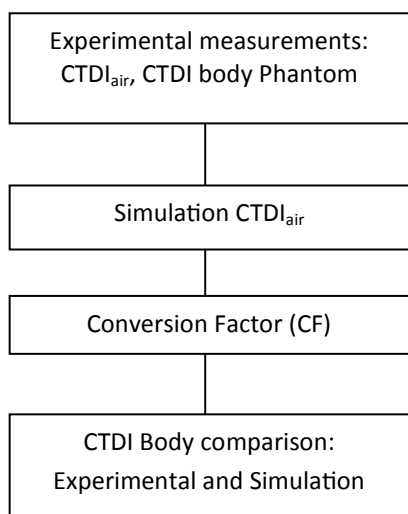 Experimental measurements:
CTDIair, CTDI body Phantom
Simulation CTDIair
Conversion Factor (CF)
CTDI Body comparison:
Experimental and Simulation